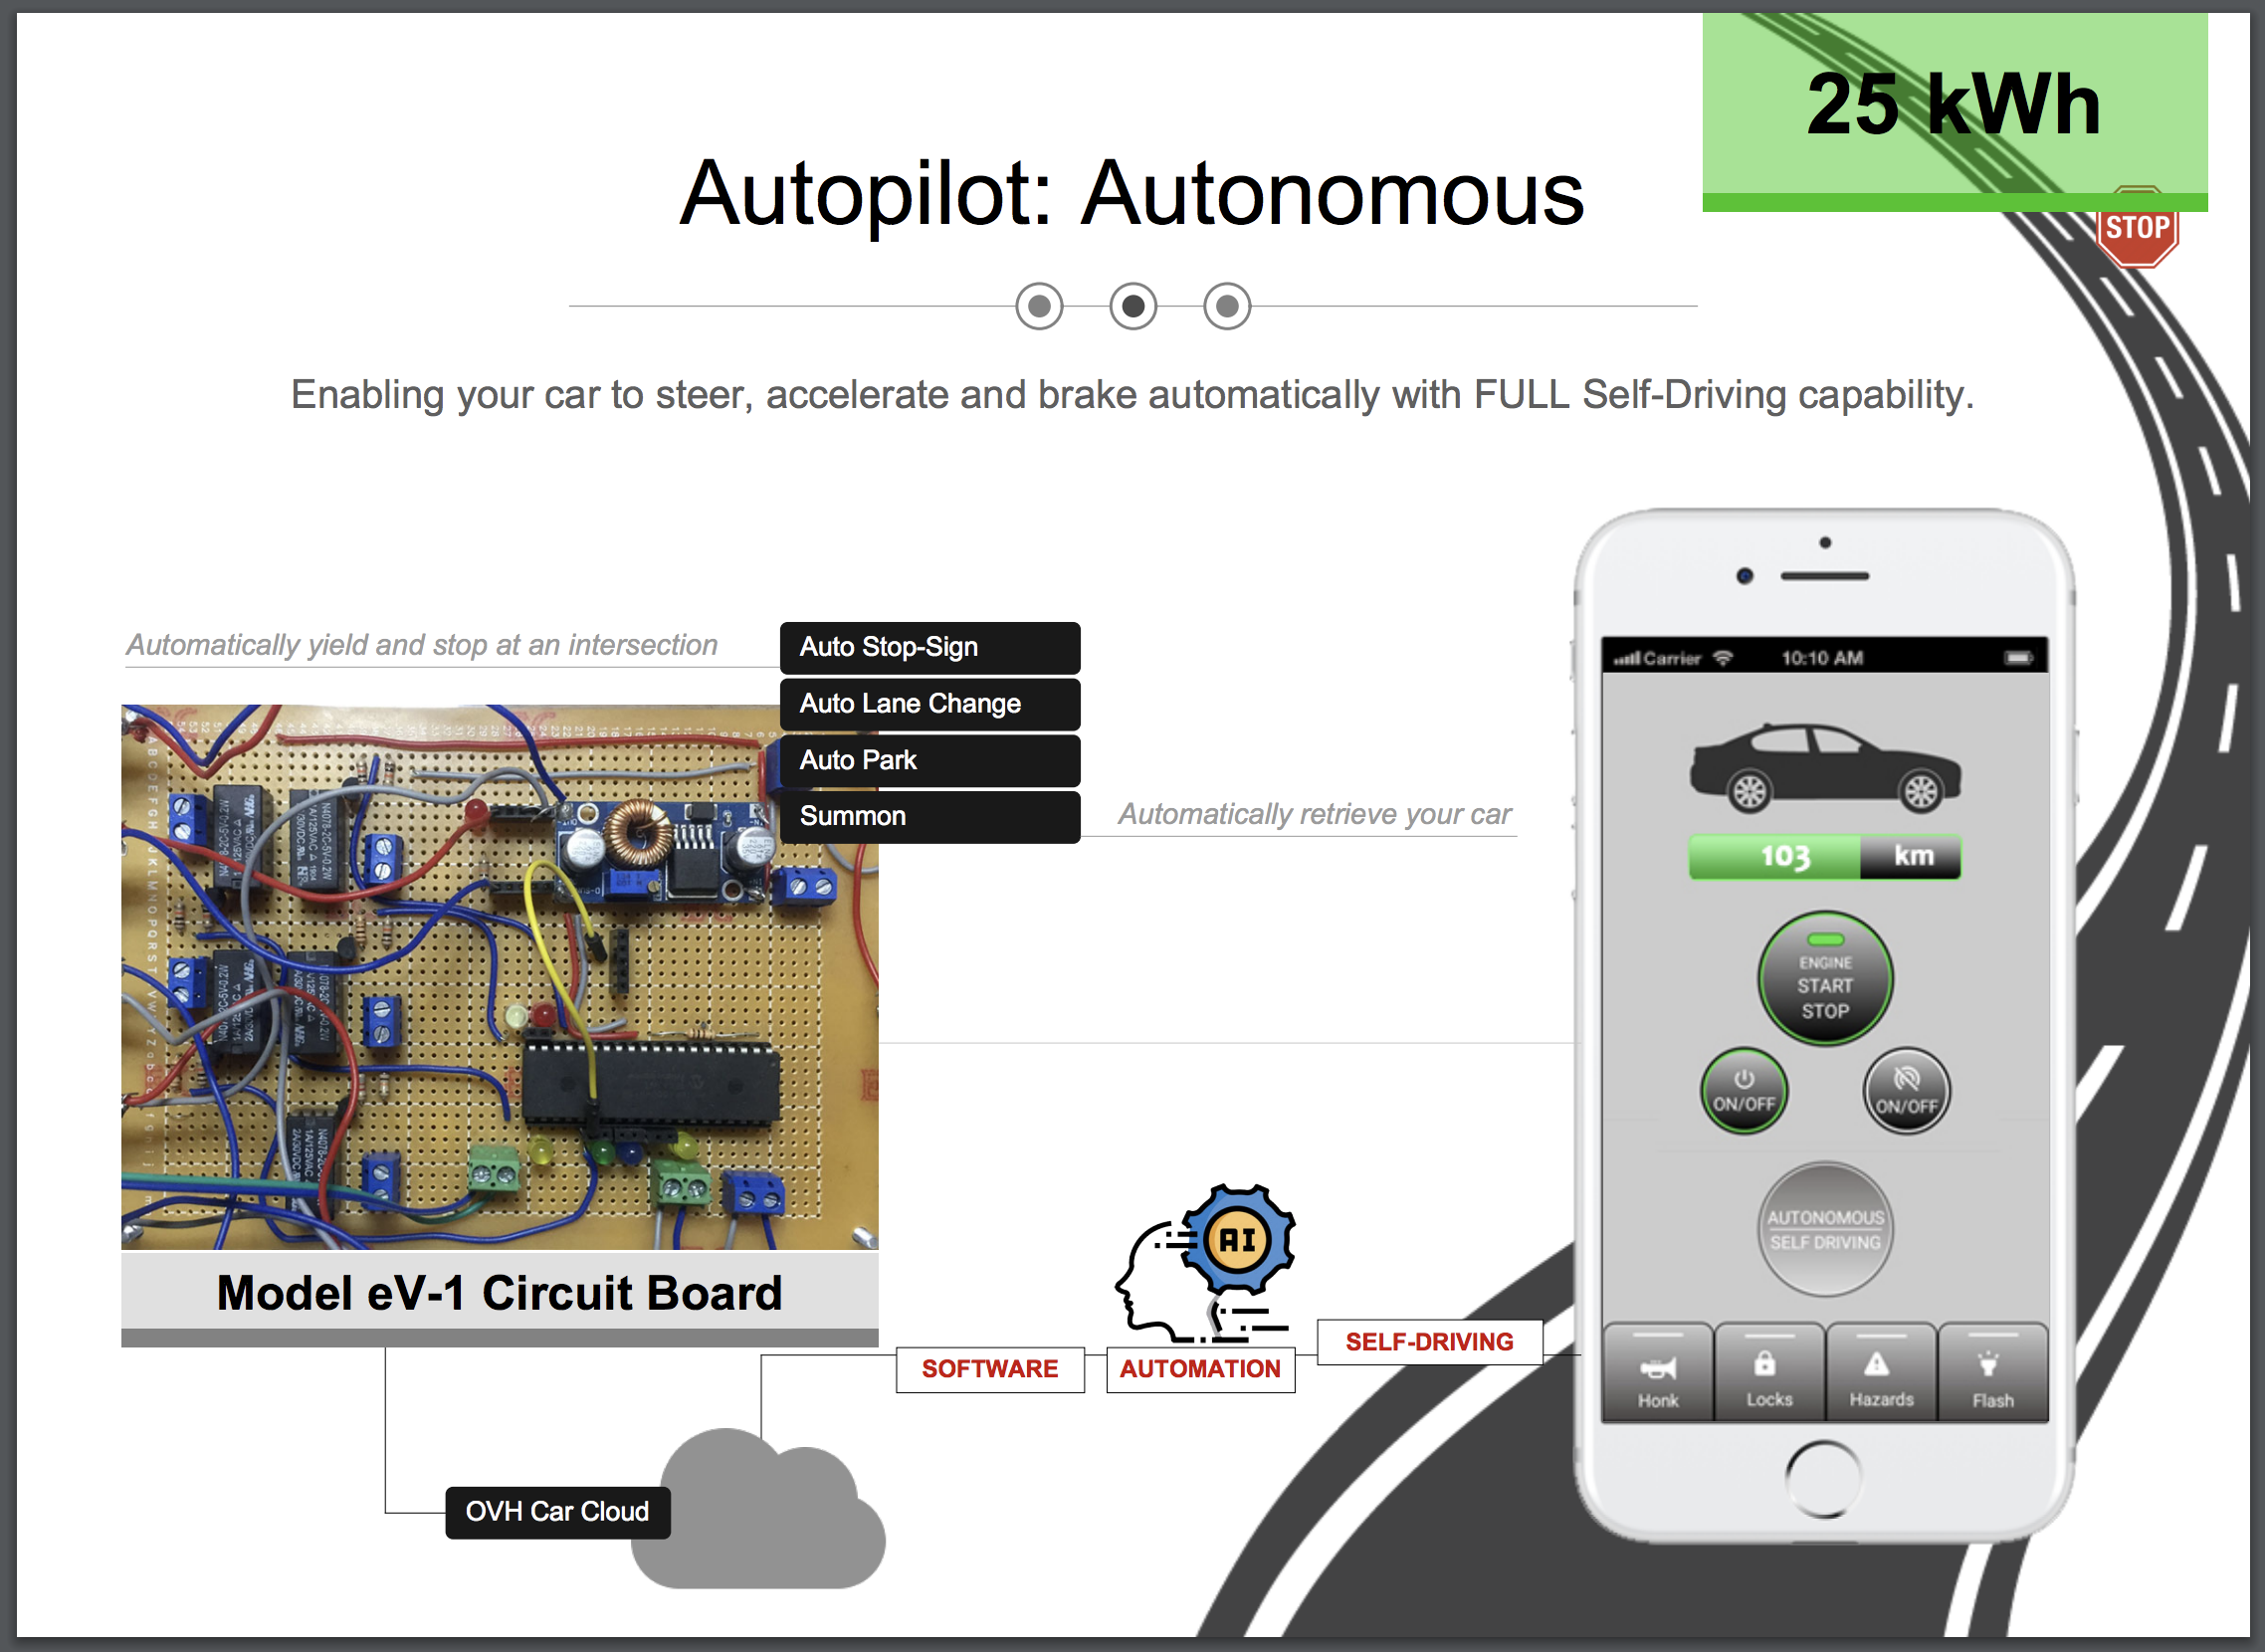 25 kWh
STOP
Autopilot: Autonomous
Enabling your car to steer, accelerate and brake automatically with FULL Self-Driving capability.
Automatically yield and stop at an intersection
Auto Stop-Sign
Auto Lane Change
Auto Park
Summon
Automatically retrieve your car
Carrier
10:10 AM
103 km
ENGINE
START
STOP
ON/OFF
ON/OFF
AUTONOMOUS
SELF DRIVING
Honk
Locks
Hazards
Flash
Model eV-1 Circuit Board
AI
SOFTWARE
AUTOMATION
SELF-DRIVING
OVH Car Cloud